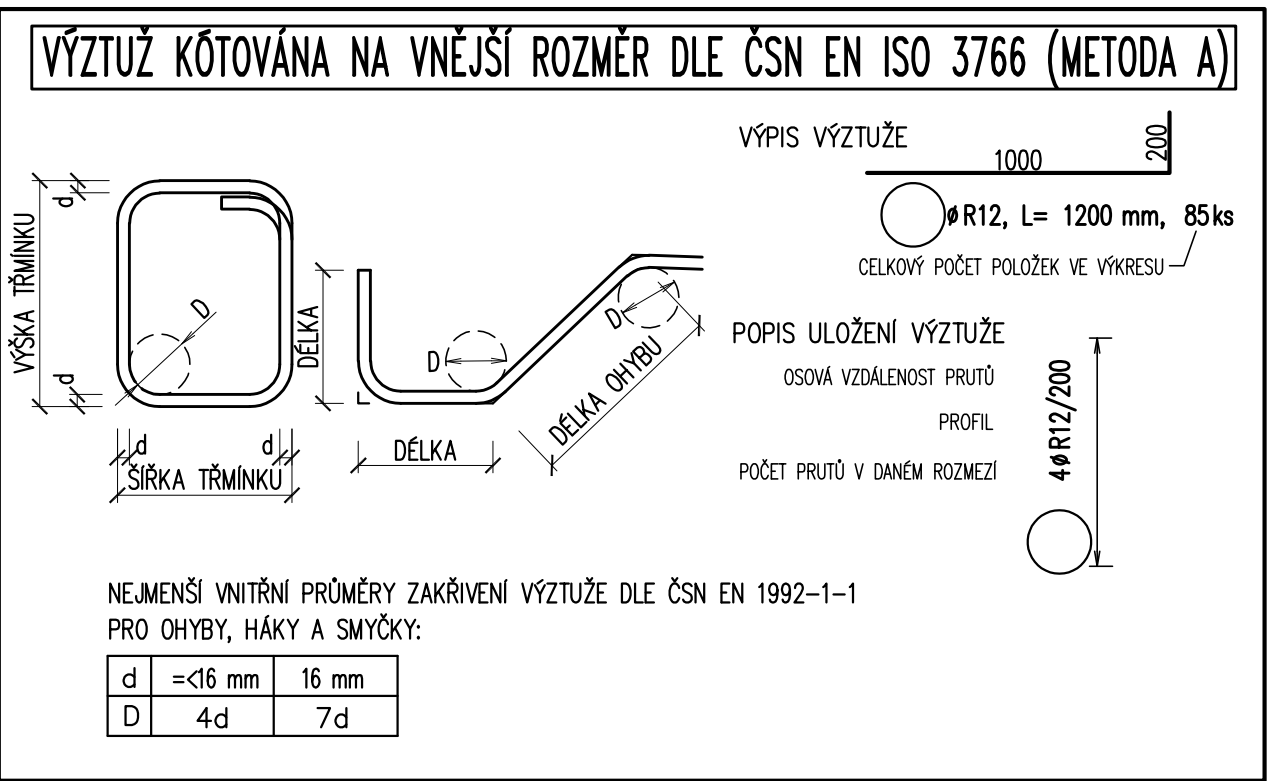 VÝZTUŽ KÓTOVÁNA NA VNĚJŠÍ ROZMĚR DLE ČSN EN ISO 3766 (METODA A)
VÝPIS VÝZTUŽE
1000
200
øR12, L= 1200 mm, 85ks
CELKOVÝ POČET POLOŽEK VE VÝKRESU
d
VÝŠKA TŘMÍNKU
D
d
d
d
ŠÍŘKA TŘMÍNKU
DÉLKA
D
DÉLKA
D
DÉLKA OHYBU
POPIS ULOŽENÍ VÝZTUŽE
OSOVÁ VZDÁLENOST PRUTŮ
PROFIL
POČET PRUTŮ V DANÉM ROZMEZÍ
4øR12/200
NEJMENŠÍ VNITŘNÍ PRŮMĚRY ZAKŘIVENÍ VÝZTUŽE DLE ČSN EN 1992-1-1
PRO OHYBY, HÁKY A SMYČKY:
d =<16 mm 16 mm
D 4d 7d